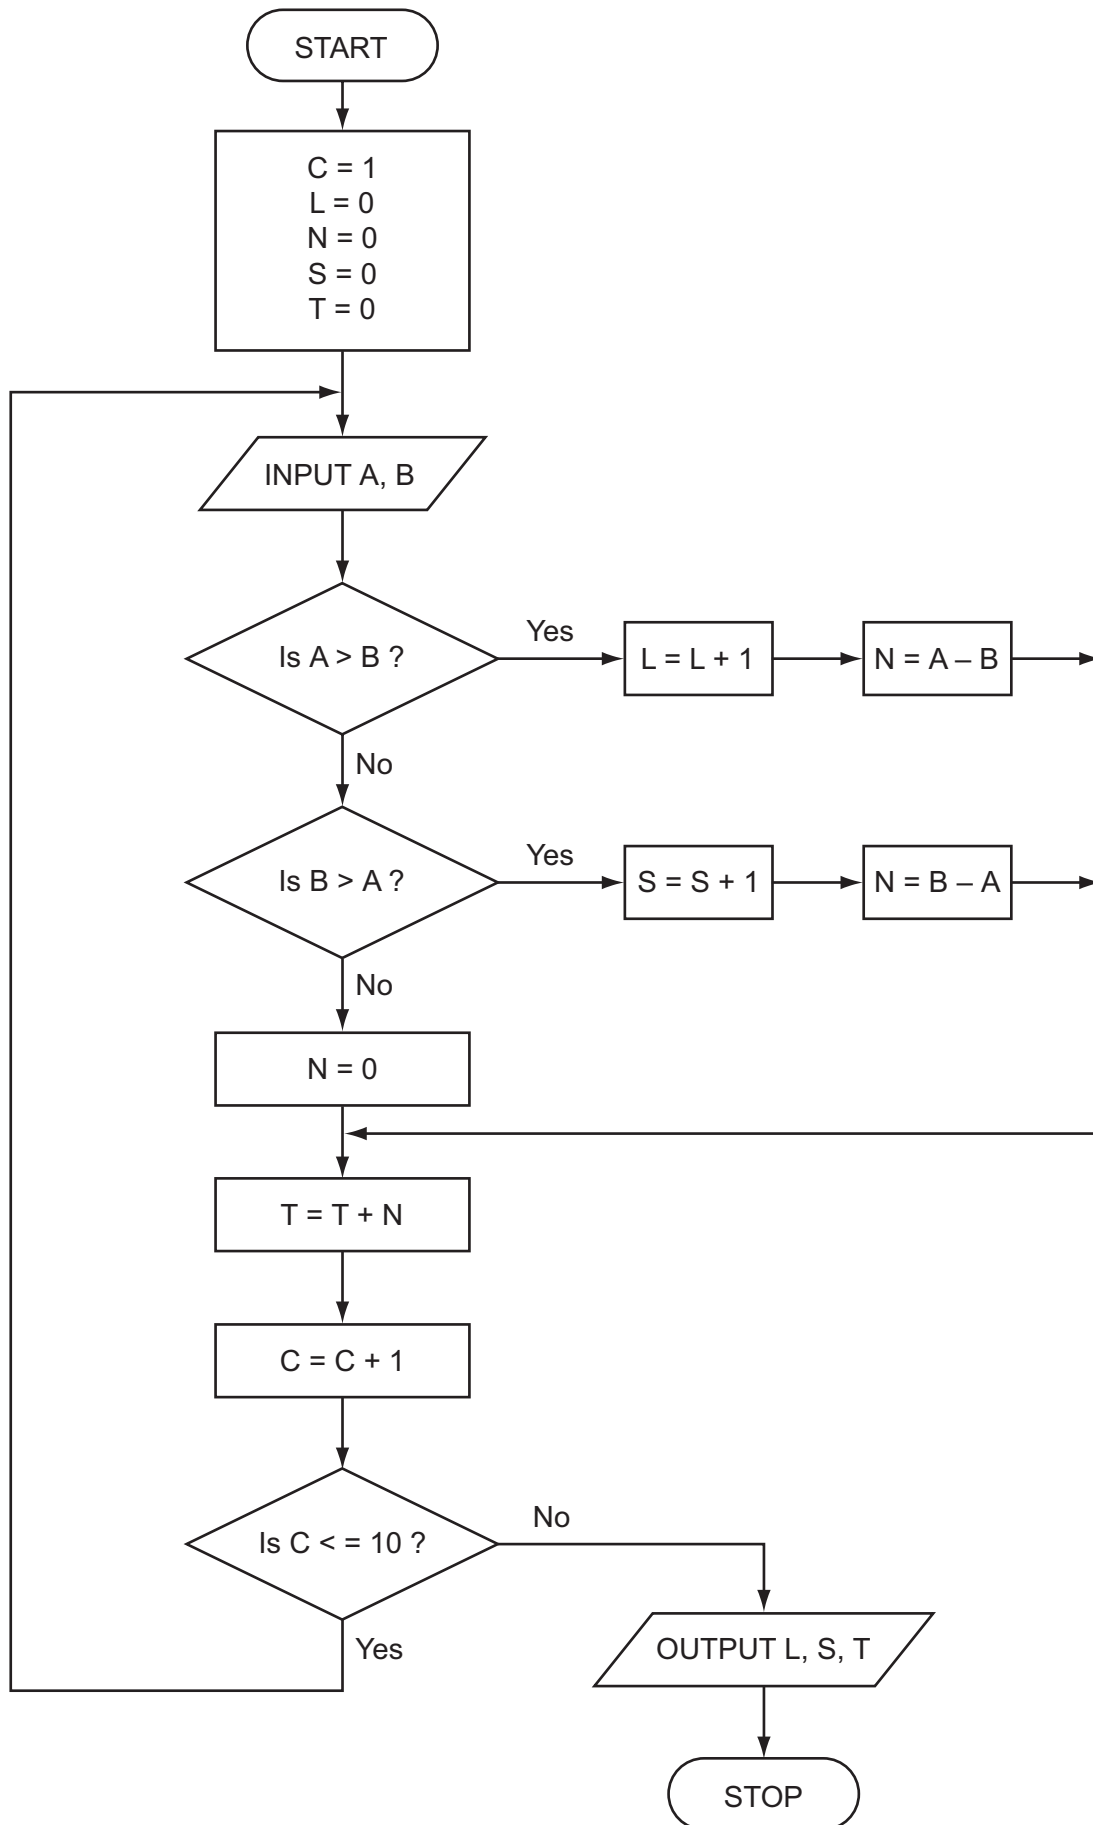 START
C = 1
L = 0
N = 0
S = 0
T = 0
INPUT A, B
Is A > B ?
Yes
L = L + 1
N = A – B
No
Is B > A ?
Yes
S = S + 1
N = B – A
No
N = 0
T = T + N
C = C + 1
Is C < = 10 ?
No
Yes
OUTPUT L, S, T
STOP